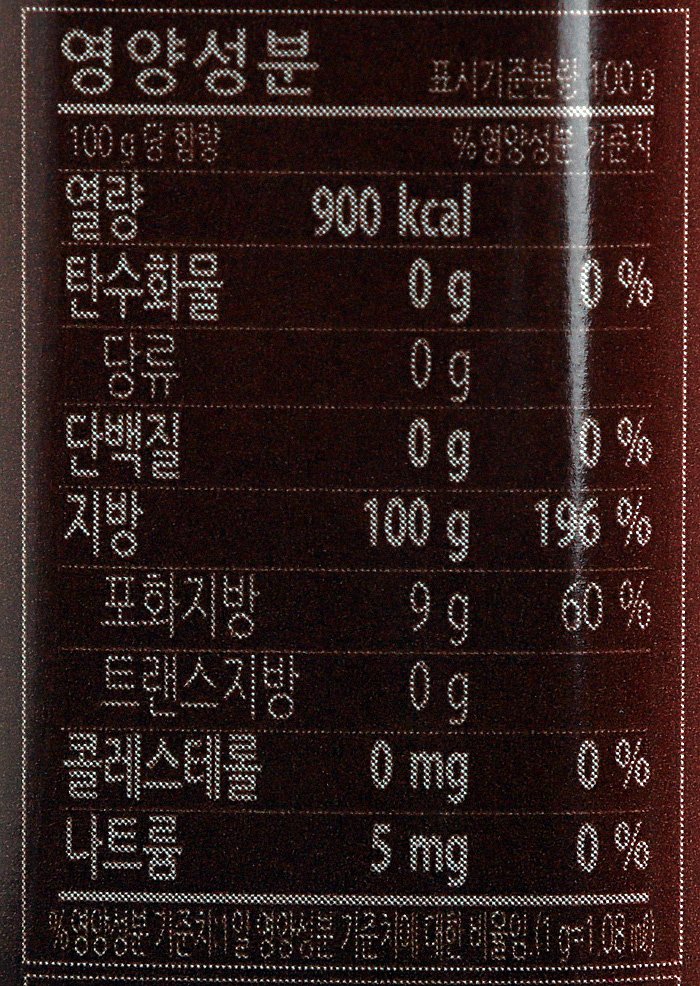 영양성분 표시기준분량 100 g
100 g 당 함량 %영양성분 기준치
열량 900 kcal
탄수화물 0 g 0 %
당류 0 g
단백질 0 g 0 %
지방 100 g 196 %
포화지방 9 g 60 %
트랜스지방 0 g
콜레스테롤 0 mg 0 %
나트륨 5 mg 0 %
%영양성분 기준치:1일 영양성분 기준치에 대한 비율임 (1 g=1.08 ml)